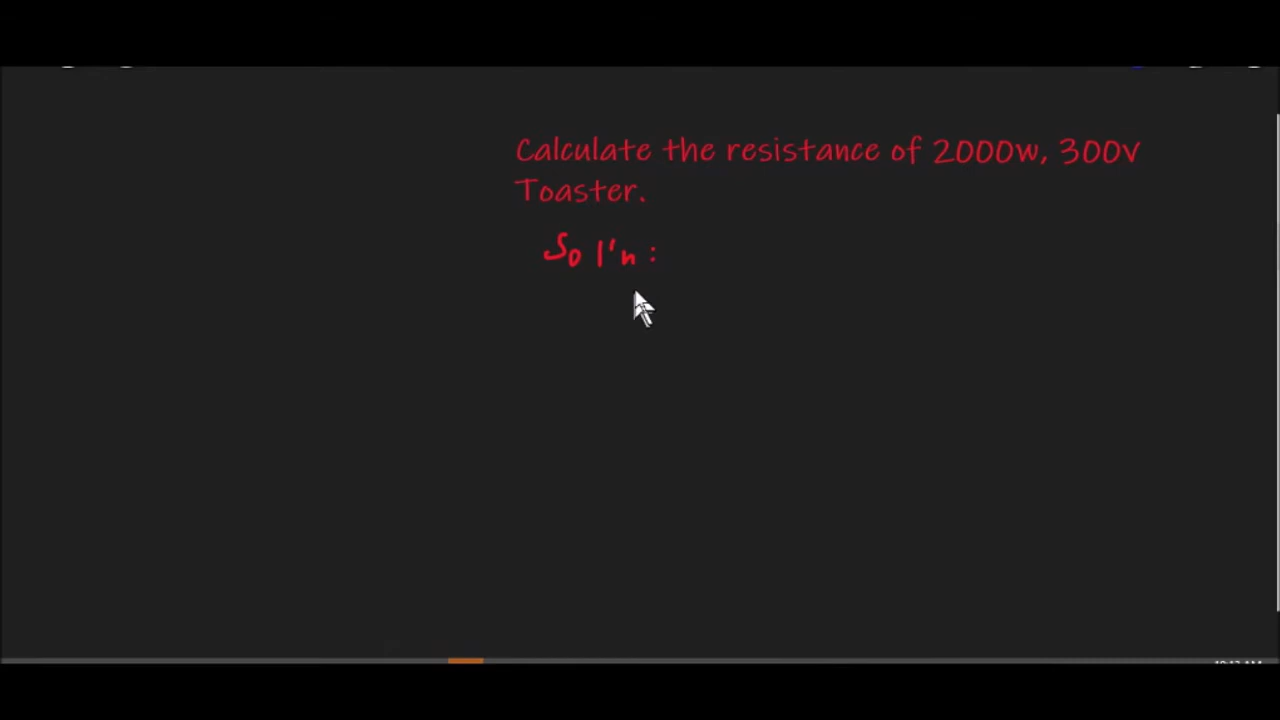 Calculate the resistance of 2000w, 300v
Toaster.
Sol'n :